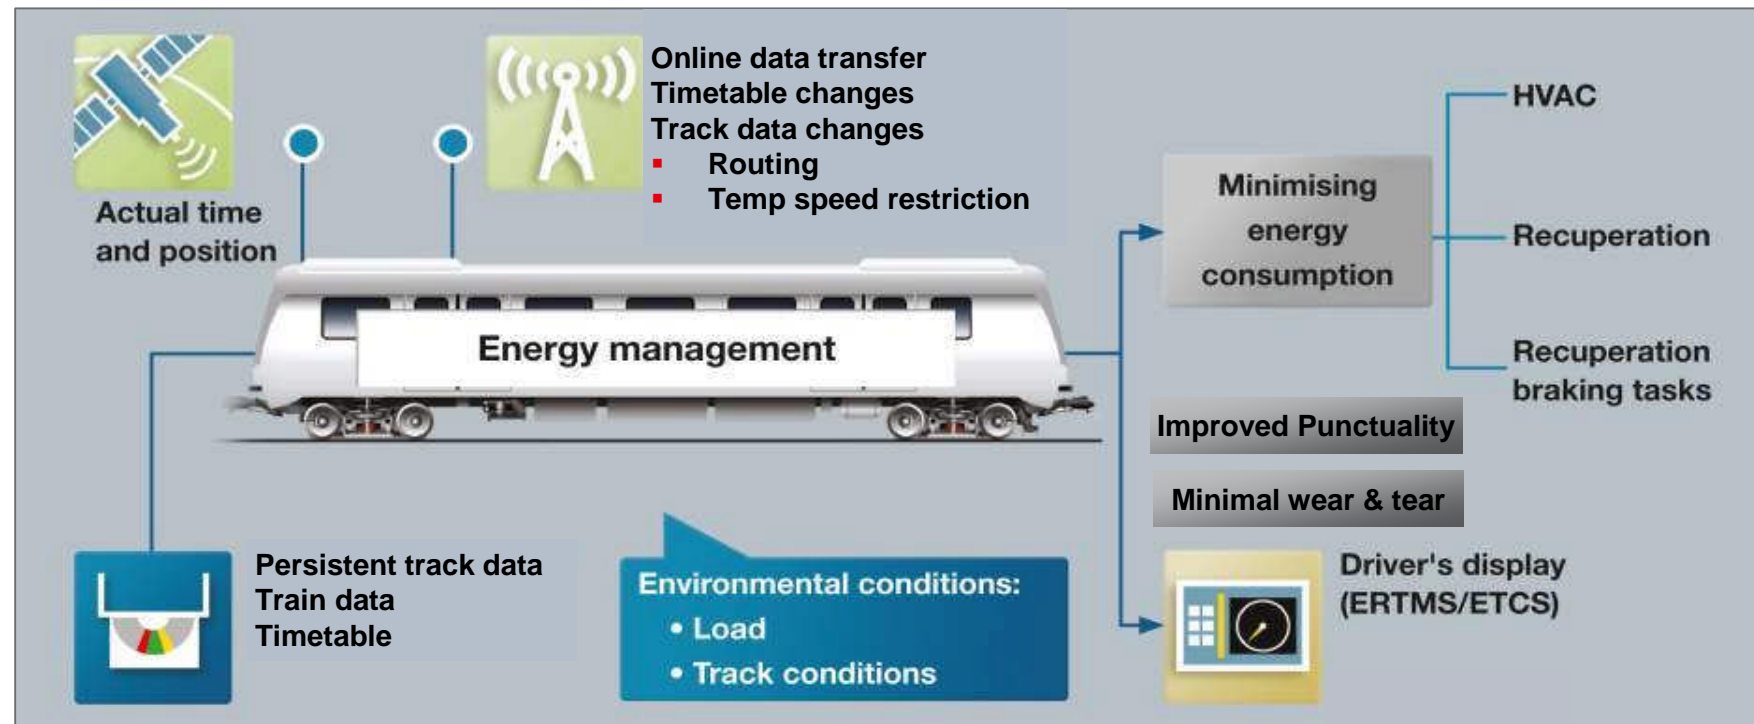 Actual time
and position
Online data transfer
Timetable changes
Track data changes
▪ Routing
▪ Temp speed restriction
Energy management
Minimising
energy
consumption
HVAC
Recuperation
Recuperation
braking tasks
Improved Punctuality
Minimal wear & tear
Persistent track data
Train data
Timetable
Environmental conditions:
• Load
• Track conditions
Driver's display
(ERTMS/ETCS)